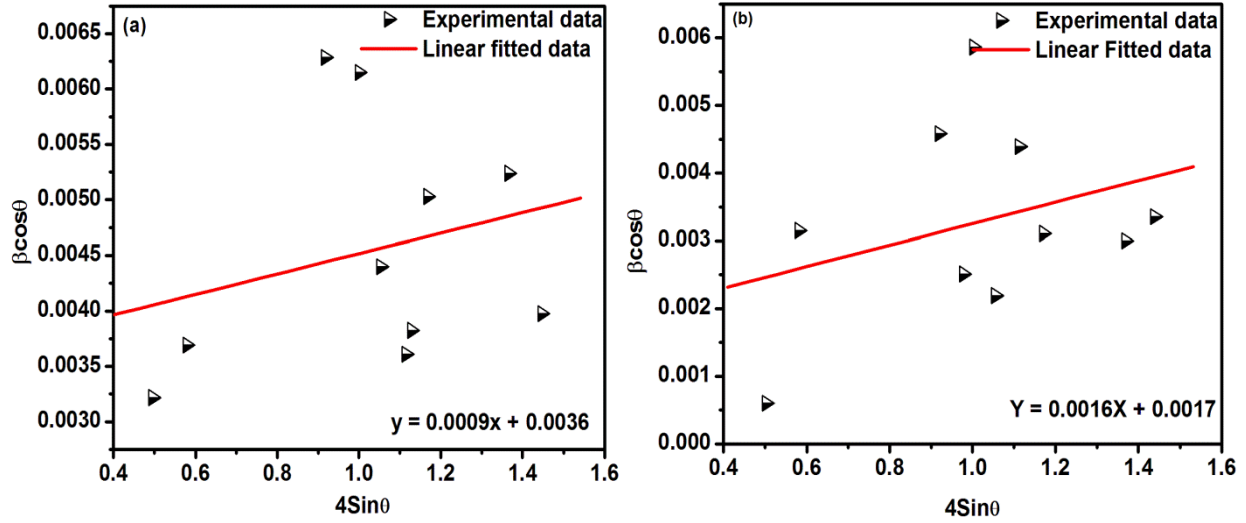 (a)
Experimental data
Linear fitted data
0.0065
0.0060
0.0055
0.0050
0.0045
0.0040
0.0035
0.0030
βcosθ
y = 0.0009x + 0.0036
0.4 0.6 0.8 1.0 1.2 1.4 1.6
4Sinθ
(b)
Experimental data
Linear Fitted data
0.006
0.005
0.004
0.003
0.002
0.001
0.000
βcosθ
Y = 0.0016X + 0.0017
0.4 0.6 0.8 1.0 1.2 1.4 1.6
4Sinθ